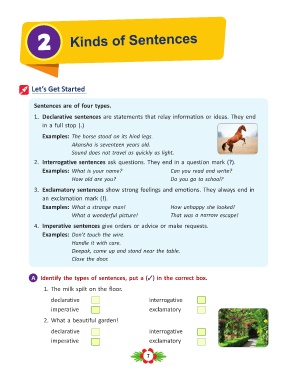 2 Kinds of Sentences
Let's Get Started
Sentences are of four types.
1. Declarative sentences are statements that relay information or ideas. They end
in a full stop (.)
Examples: The horse stood on its hind legs.
Akansha is seventeen years old.
Sound does not travel as quickly as light.
2. Interrogative sentences ask questions. They end in a question mark (?).
Examples: What is your name? Can you read and write?
How old are you? Do you go to school?
3. Exclamatory sentences show strong feelings and emotions. They always end in
an exclamation mark (!).
Examples: What a strange man! How unhappy she looked!
What a wonderful picture! That was a narrow escape!
4. Imperative sentences give orders or advice or make requests.
Examples: Don't touch the wire.
Handle it with care.
Deepak, come up and stand near the table.
Close the door.
A Identify the types of sentences, put a (✓) in the correct box.
1. The milk spilt on the floor.
declarative interrogative
imperative exclamatory
2. What a beautiful garden!
declarative interrogative
imperative exclamatory
7